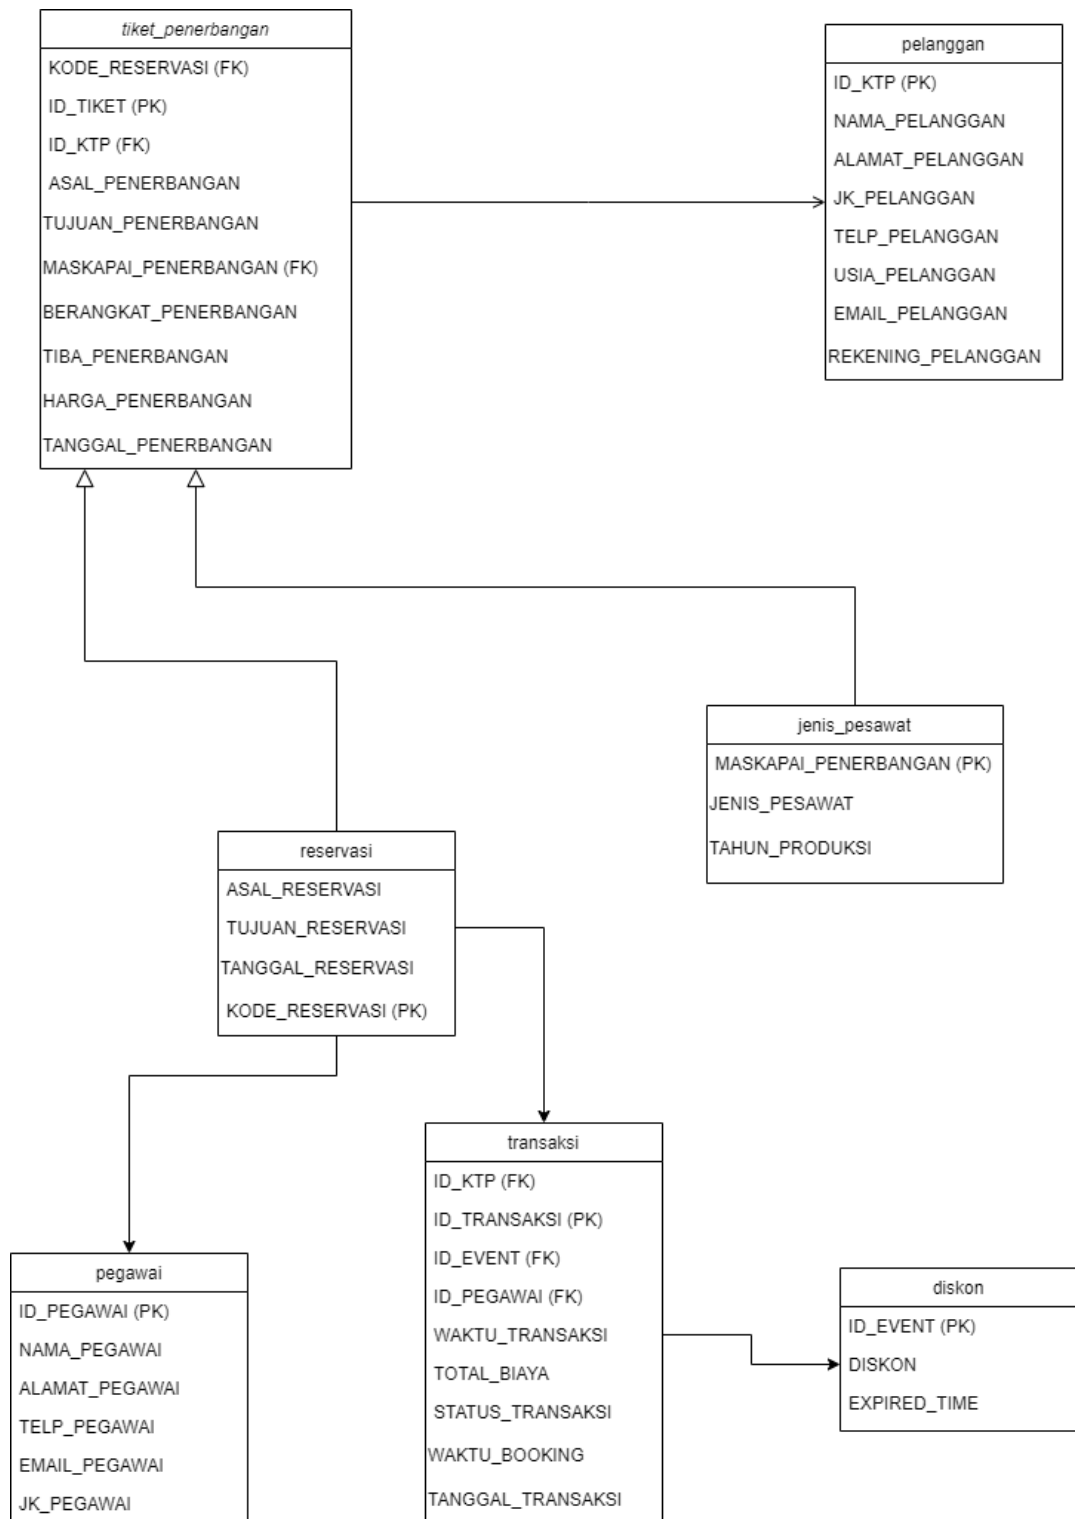 tiket_penerbangan
KODE_RESERVASI (FK)
ID_TIKET (PK)
ID_KTP (FK)
ASAL_PENERBANGAN
TUJUAN_PENERBANGAN
MASKAPAI_PENERBANGAN (FK)
BERANGKAT_PENERBANGAN
TIBA_PENERBANGAN
HARGA_PENERBANGAN
TANGGAL_PENERBANGAN
pelanggan
ID_KTP (PK)
NAMA_PELANGGAN
ALAMAT_PELANGGAN
JK_PELANGGAN
TELP_PELANGGAN
USIA_PELANGGAN
EMAIL_PELANGGAN
REKENING_PELANGGAN
jenis_pesawat
MASKAPAI_PENERBANGAN (PK)
JENIS_PESAWAT
TAHUN_PRODUKSI
reservasi
ASAL_RESERVASI
TUJUAN_RESERVASI
TANGGAL_RESERVASI
KODE_RESERVASI (PK)
transaksi
ID_KTP (FK)
ID_TRANSAKSI (PK)
ID_EVENT (FK)
ID_PEGAWAI (FK)
WAKTU_TRANSAKSI
TOTAL_BIAYA
STATUS_TRANSAKSI
WAKTU_BOOKING
TANGGAL_TRANSAKSI
pegawai
ID_PEGAWAI (PK)
NAMA_PEGAWAI
ALAMAT_PEGAWAI
TELP_PEGAWAI
EMAIL_PEGAWAI
JK_PEGAWAI
diskon
ID_EVENT (PK)
DISKON
EXPIRED_TIME